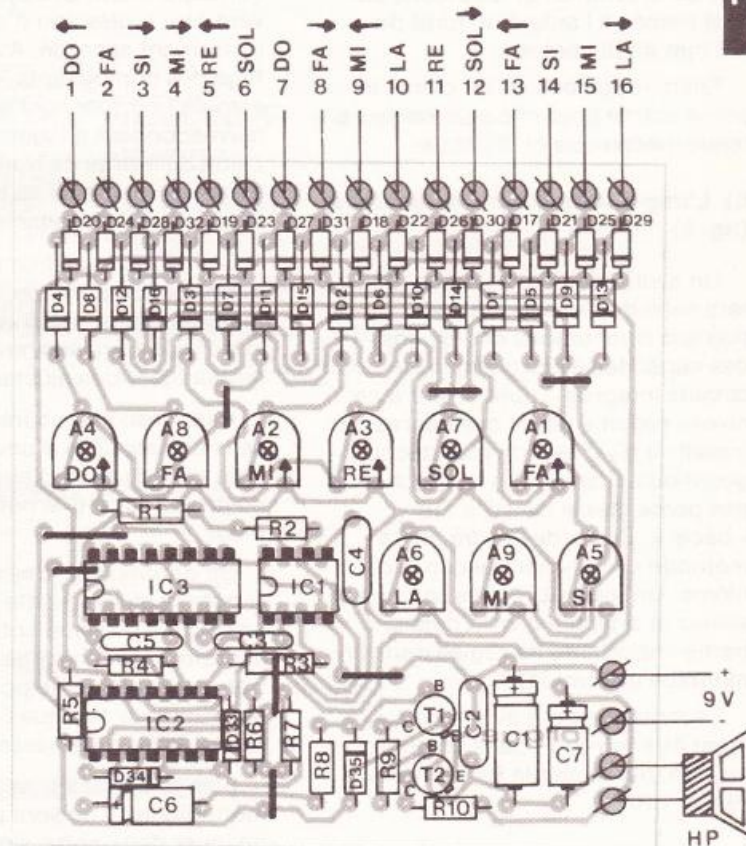 DO FA SI MI RE SOL DO FA MI LA RE SOL FA SI MI LA
1 2 3 4 5 6 7 8 9 10 11 12 13 14 15 16
D20 D24 D28 D32 D19 D23 D27 D31 D18 D22 D26 D30 D17 D21 D25 D29
D4 D8 D12 D16 D3 D7 D11 D15 D2 D6 D10 D14 D1 D5 D9 D13
A4 A8 A2 A3 A7 A1
DO FA MI RE SOL FA
R1
R2
C4
IC3 IC1
A6 A9 A5
LA MI SI
C5 C3
R4 R3
R5 IC2 D33 R6 R7
B
C T1 C2 C1 C7
+
9V
-
R8 D35 R9
B
T2 E
C
D34
C6 R10
HP